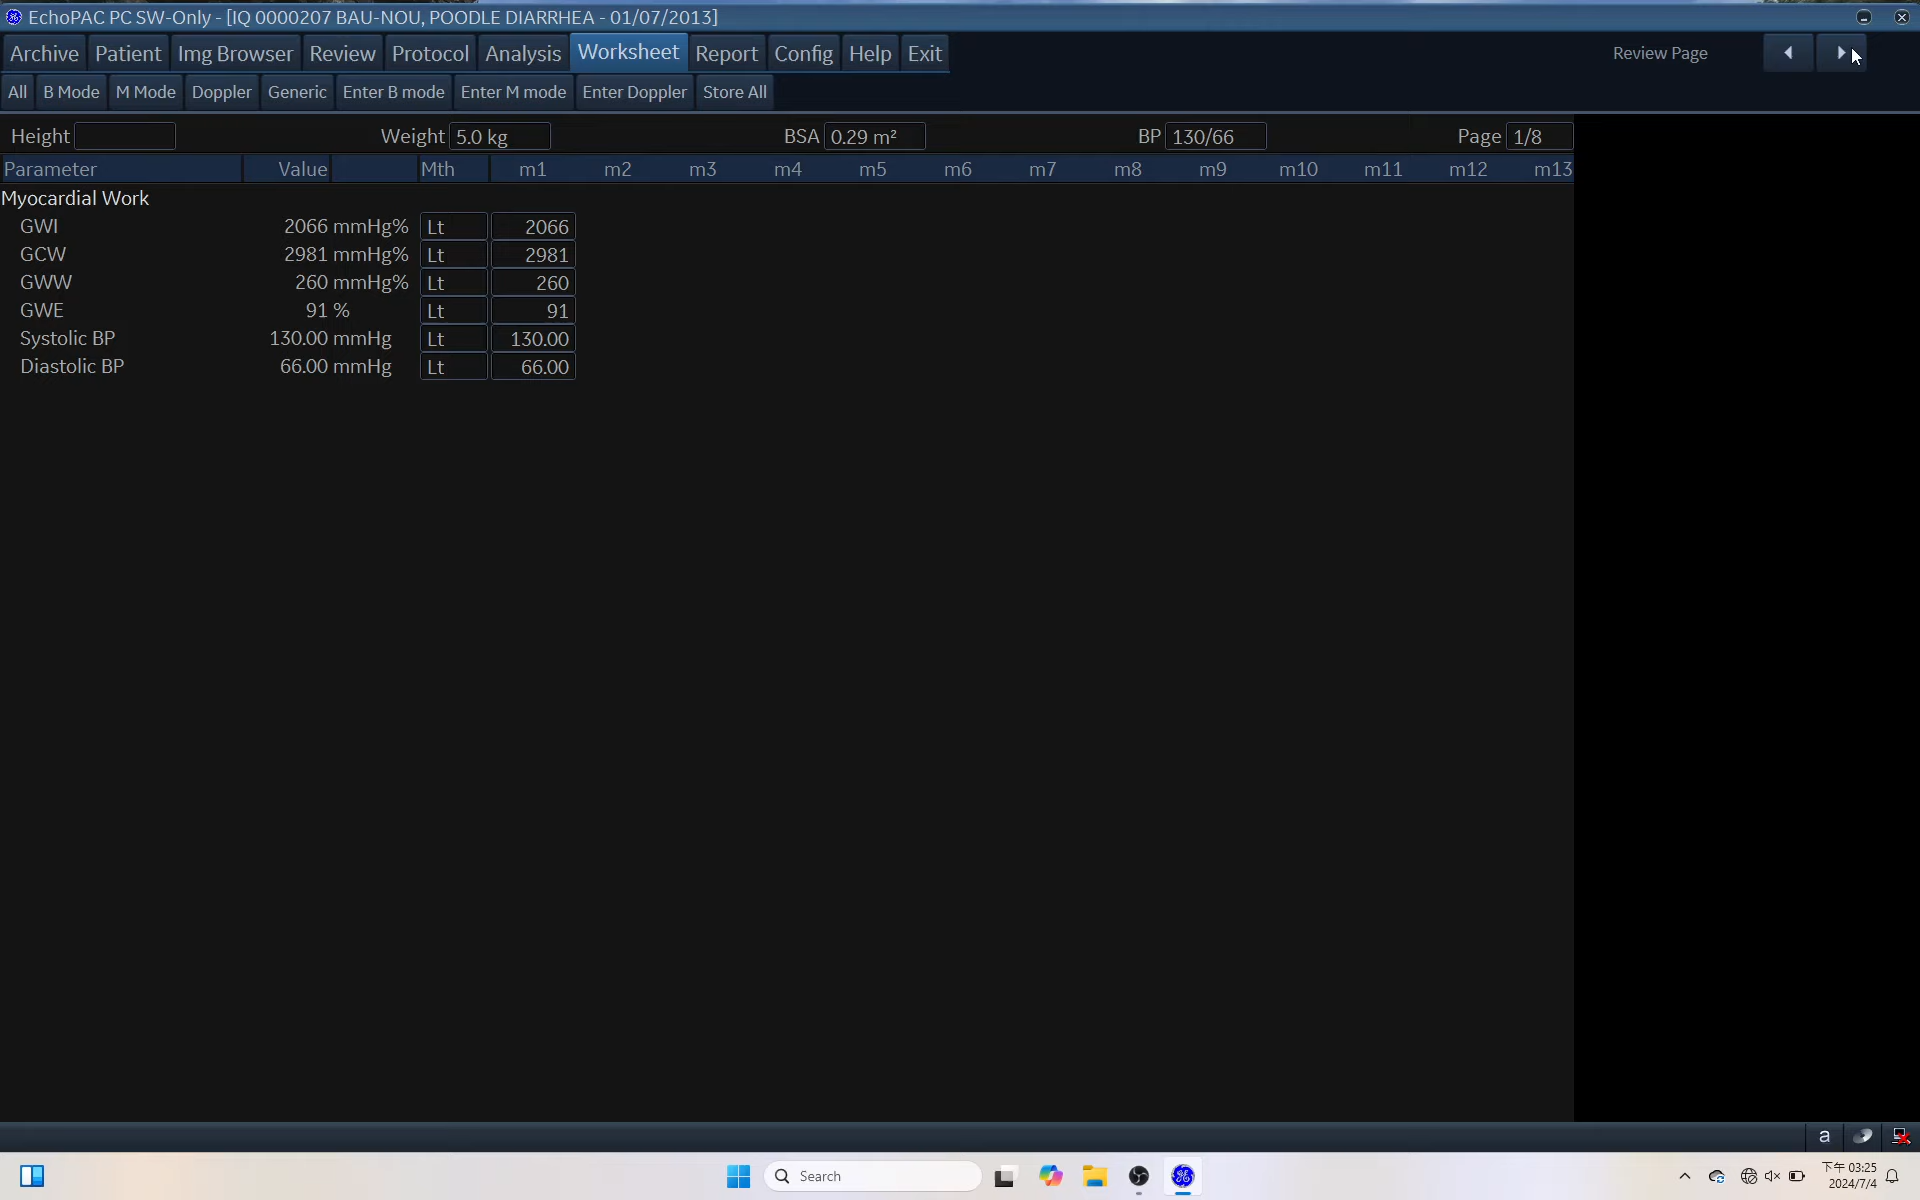 EchoPAC PC SW-Only - [IQ 0000207 BAU-NOU, POODLE DIARRHEA - 01/07/2013]
Archive Patient Img Browser Review Protocol Analysis Worksheet Report Config Help Exit Review Page
All B Mode M Mode Doppler Generic Enter B mode Enter M mode Enter Doppler Store All
Height Weight 5.0 kg BSA 0.29 m² BP 130/66 Page 1/8
Parameter Value Mth m1 m2 m3 m4 m5 m6 m7 m8 m9 m10 m11 m12 m13
Myocardial Work
GWI 2066 mmHg% Lt 2066
GCW 2981 mmHg% Lt 2981
GWW 260 mmHg% Lt 260
GWE 91 % Lt 91
Systolic BP 130.00 mmHg Lt 130.00
Diastolic BP 66.00 mmHg Lt 66.00
a
Search
下午 03:25
2024/7/4